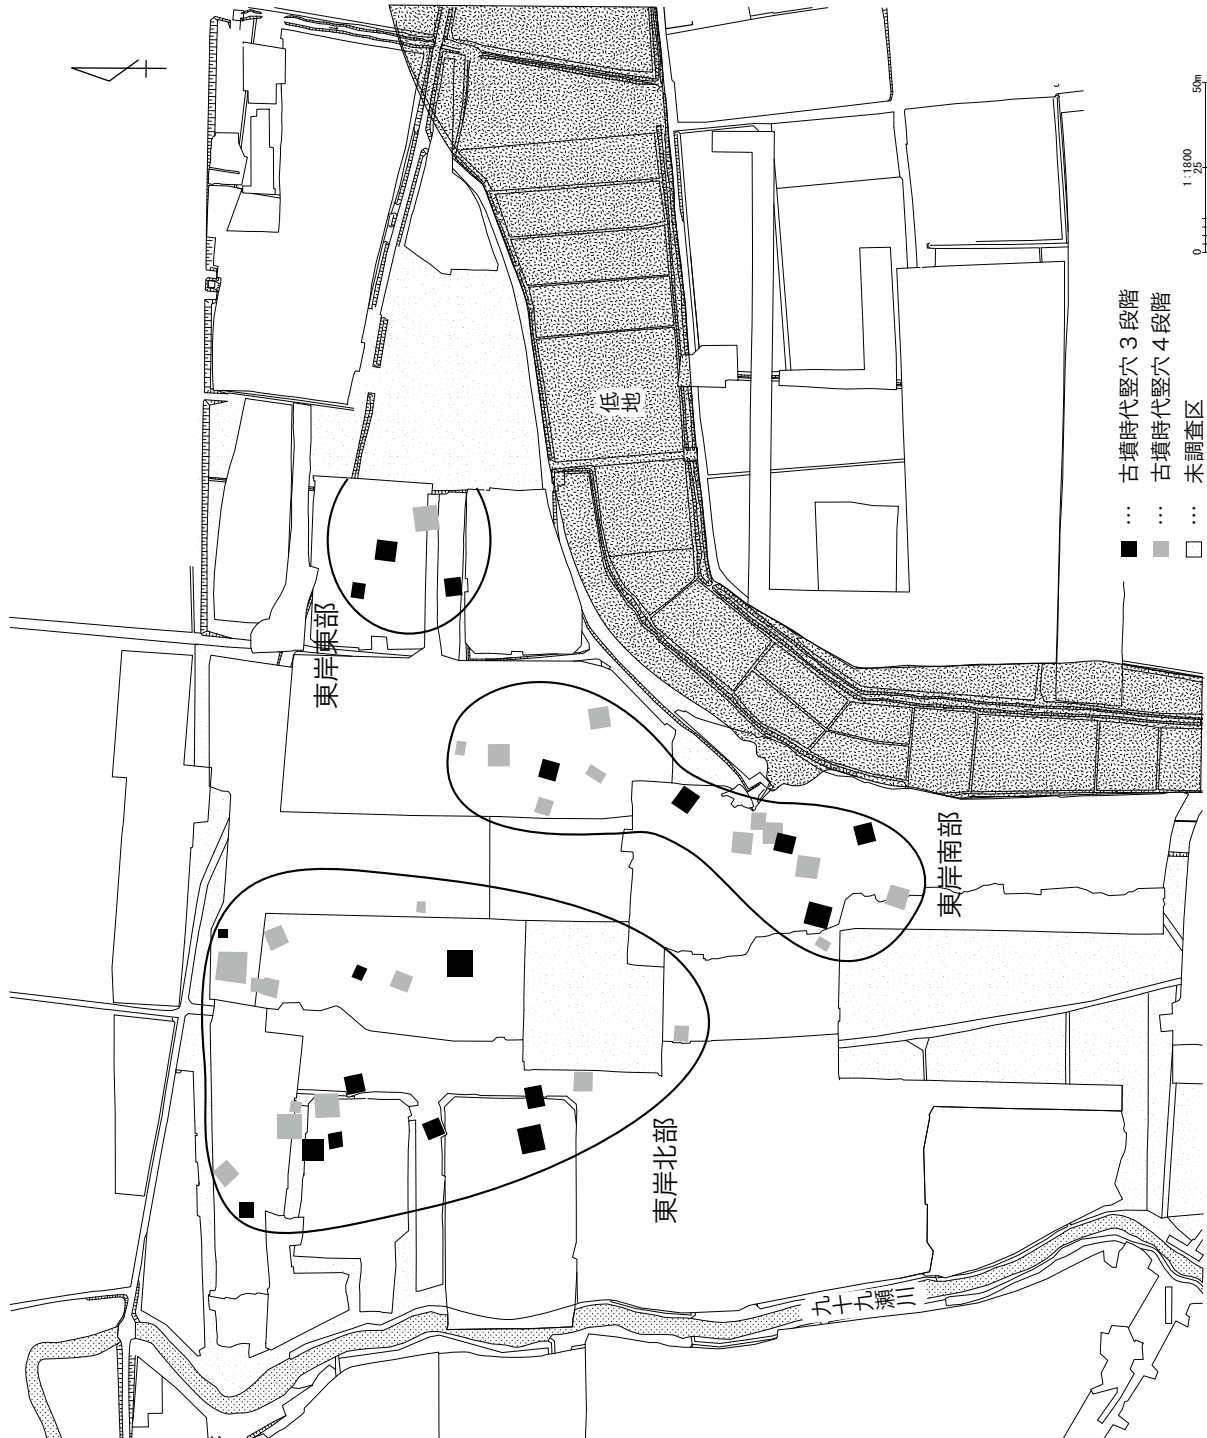 東岸東部
低地
東岸北部
東岸南部
九十九瀬川
■ … 古墳時代竪穴３段階
■ … 古墳時代竪穴４段階
□ … 未調査区
1:1800
0 25 50m